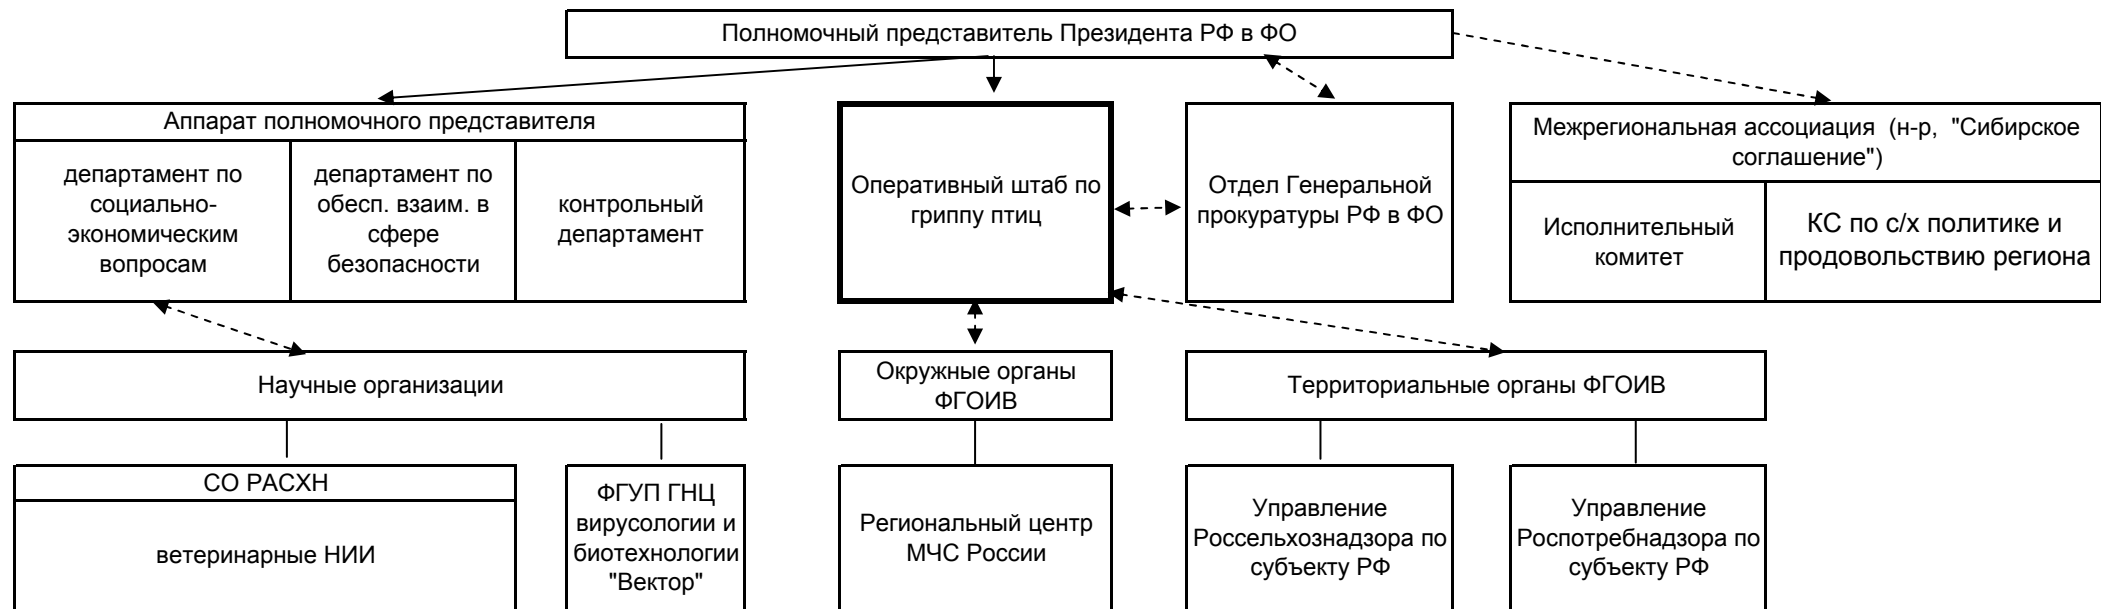 Полномочный представитель Президента РФ в ФО
Аппарат полномочного представителя
департамент по
социально-
экономическим
вопросам
департамент по
обесп. взаим. в
сфере
безопасности
контрольный
департамент
Оперативный штаб по
гриппу птиц
Отдел Генеральной
прокуратуры РФ в ФО
Межрегиональная ассоциация (н-р, "Сибирское
соглашение")
Исполнительный
комитет
КС по с/х политике и
продовольствию региона
Научные организации
Окружные органы
ФГОИВ
Территориальные органы ФГОИВ
СО РАСХН
ветеринарные НИИ
ФГУП ГНЦ
вирусологии и
биотехнологии
"Вектор"
Региональный центр
МЧС России
Управление
Россельхознадзора по
субъекту РФ
Управление
Роспотребнадзора по
субъекту РФ